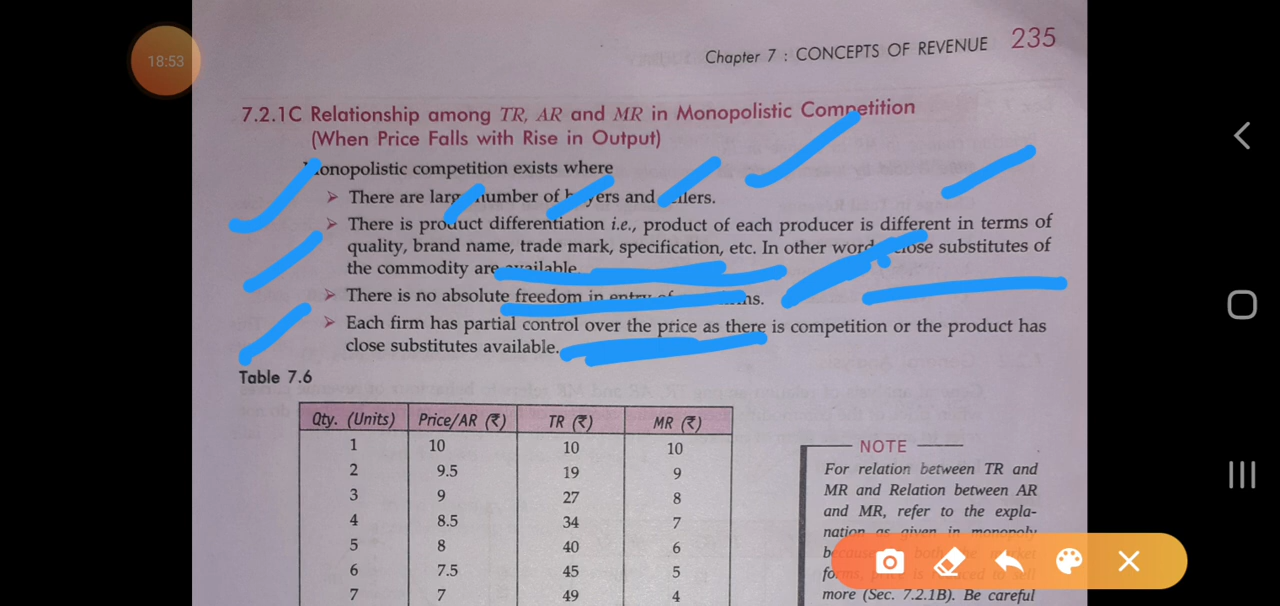 18:53
Chapter 7 : CONCEPTS OF REVENUE 235
7.2.1C Relationship among TR, AR and MR in Monopolistic Competition
(When Price Falls with Rise in Output)
competition exists where
➤ There are number of and
➤ There is product differentiation i.e., product of each producer is different in terms of
quality, brand name, trade mark, specification, etc. In other substitutes of
the commodity are available.
➤ There is no absolute freedom in
➤ Each firm has partial control over the price as there is competition or the product has
close substitutes available.
Table 7.6
Qty. (Units) Price/AR (₹) TR (₹) MR (₹)
1 10 10 10
2 9.5 19 9
3 9 27 8
4 8.5 34 7
5 8 40 6
6 7.5 45 5
7 7 49 4
NOTE
For relation between TR and
MR and Relation between AR
and MR, refer to the expla-
nation as given in monopoly
more (Sec. 7.2.1B). Be careful